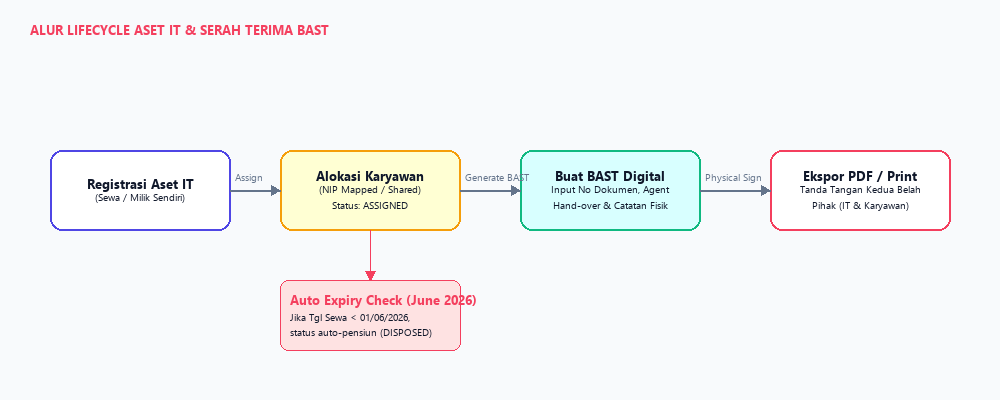 ALUR LIFECYCLE ASET IT & SERAH TERIMA BAST
Registrasi Aset IT
(Sewa / Milik Sendiri)
Assign
Alokasi Karyawan
(NIP Mapped / Shared)
Status: ASSIGNED
Generate BAST
Buat BAST Digital
Input No Dokumen, Agent
Hand-over & Catatan Fisik
Physical Sign
Ekspor PDF / Print
Tanda Tangan Kedua Belah
Pihak (IT & Karyawan)
Auto Expiry Check (June 2026)
Jika Tgl Sewa < 01/06/2026,
status auto-pensiun (DISPOSED)